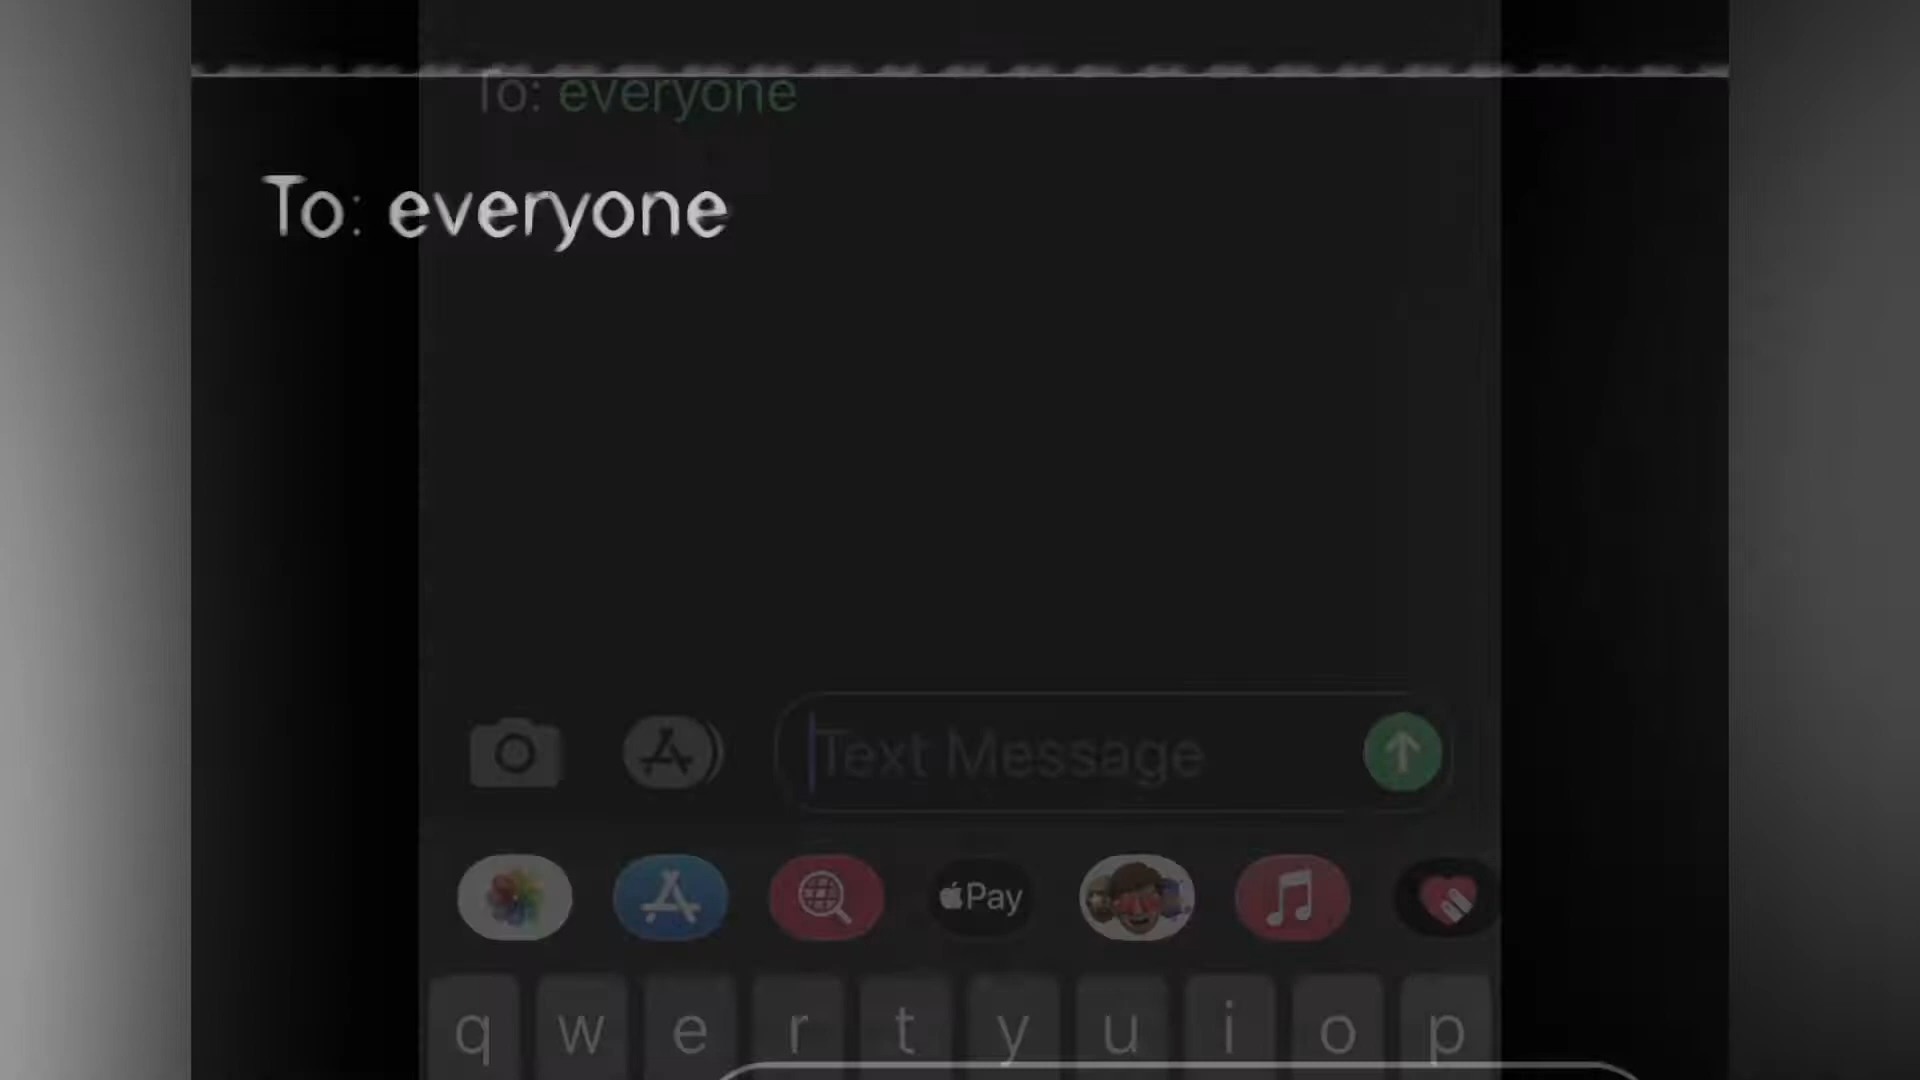 To: everyone
To: everyone
Text Message
Pay
q w e r t y u i o p